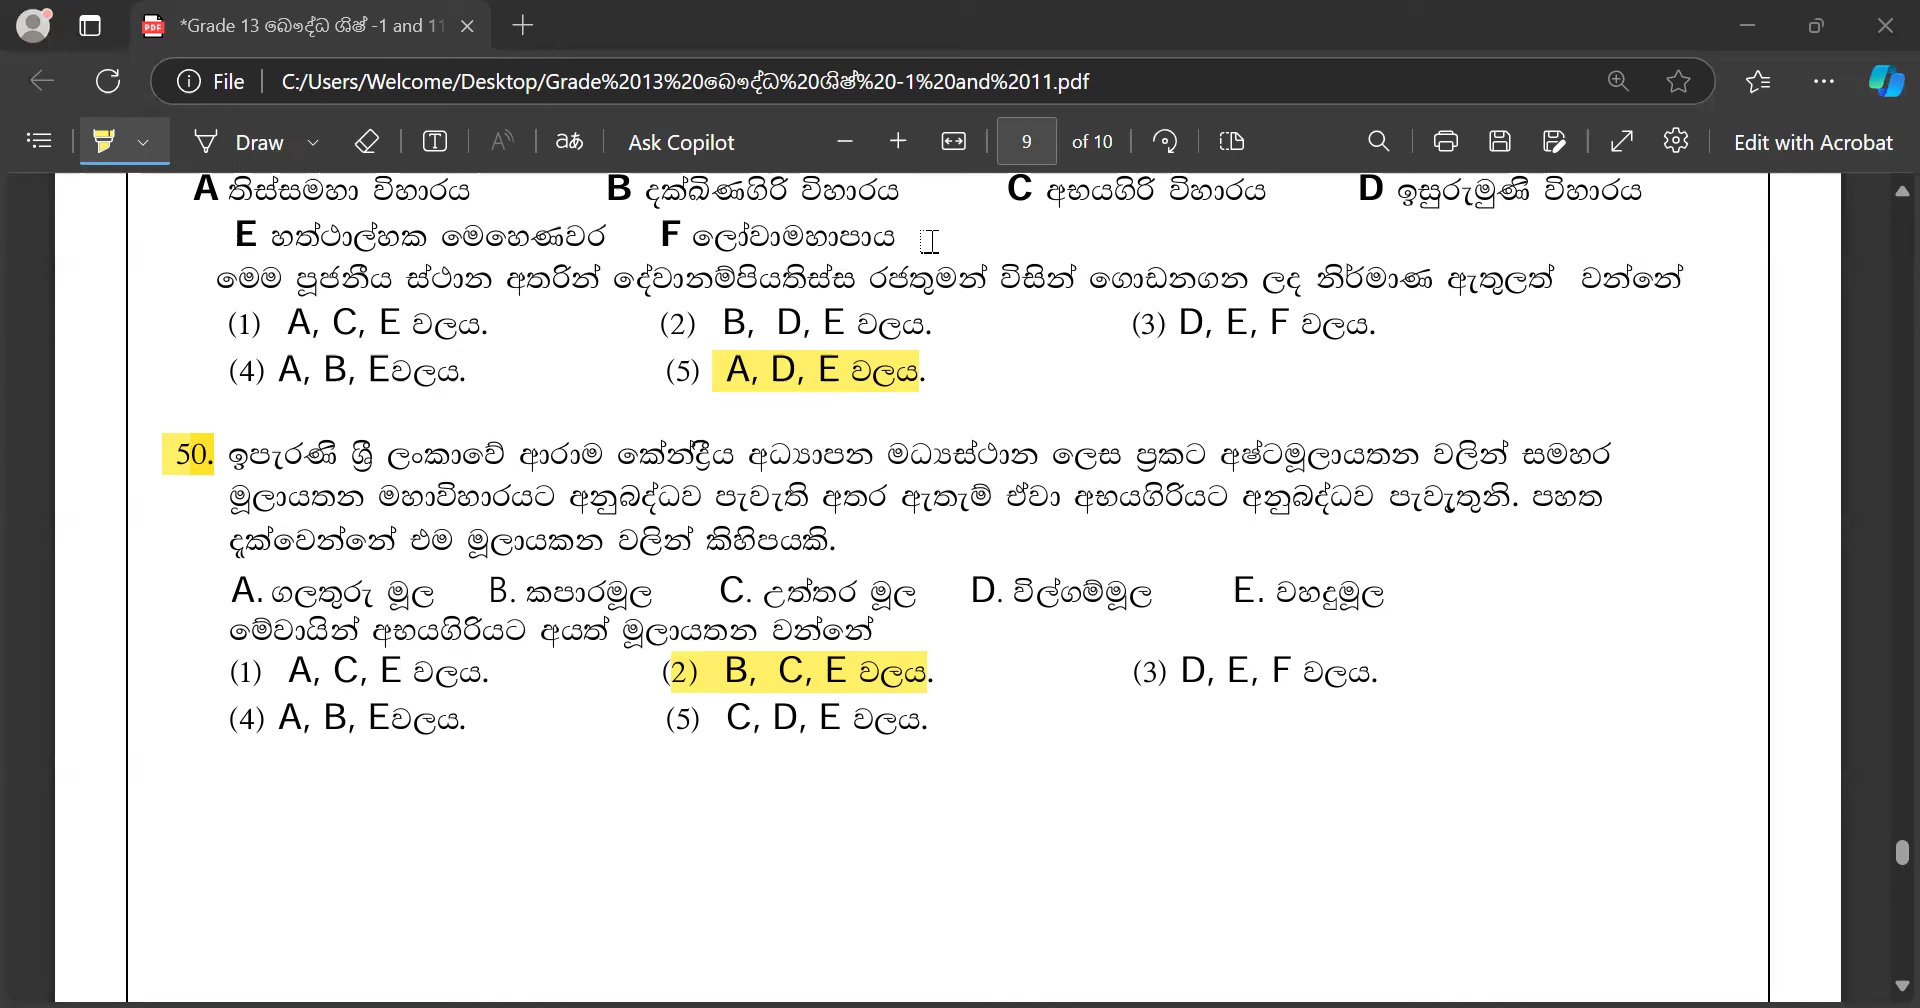 *Grade 13 බෞද්ධ ශිෂ් -1 and 11
File C:/Users/Welcome/Desktop/Grade%2013%20බෞද්ධ%20ශිෂ්%20-1%20and%2011.pdf
Draw Ask Copilot 9 of 10 Edit with Acrobat
A තිස්සමහා විහාරය B දක්ඛිණගිරි විහාරය C අභයගිරි විහාරය D ඉසුරුමුණි විහාරය
E හත්ථාල්හක මෙහෙණවර F ලෝවාමහාපාය
මෙම පූජනීය ස්ථාන අතරින් දේවානම්පියතිස්ස රජතුමන් විසින් ගොඩනගන ලද නිර්මාණ ඇතුලත් වන්නේ
(1) A, C, E වලය. (2) B, D, E වලය. (3) D, E, F වලය.
(4) A, B, Eවලය. (5) A, D, E වලය.
50. ඉපැරණි ශ්‍රී ලංකාවේ ආරාම කේන්ද්‍රීය අධ්‍යාපන මධ්‍යස්ථාන ලෙස ප්‍රකට අෂ්ටමූලායතන වලින් සමහර
මූලායතන මහාවිහාරයට අනුබද්ධව පැවැති අතර ඇතැම් ඒවා අභයගිරියට අනුබද්ධව පැවැතුනි. පහත
දැක්වෙන්නේ එම මූලායකන වලින් කිහිපයකි.
A. ගලතුරු මූල B. කපාරමූල C. උත්තර මූල D. විල්ගම්මූල E. වහදුමූල
මේවායින් අභයගිරියට අයත් මූලායතන වන්නේ
(1) A, C, E වලය. (2) B, C, E වලය. (3) D, E, F වලය.
(4) A, B, Eවලය. (5) C, D, E වලය.